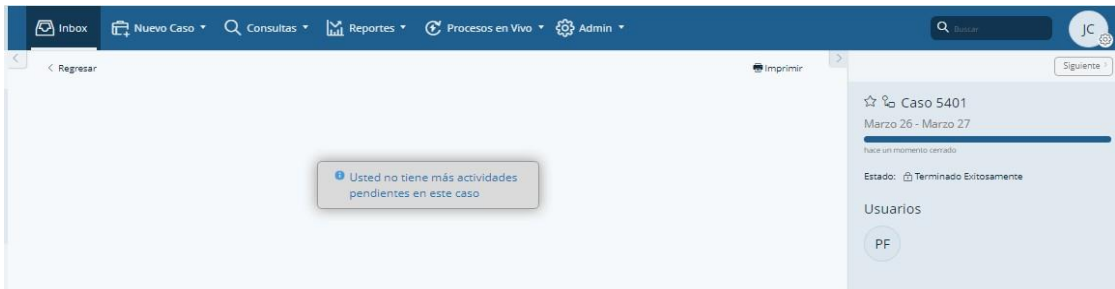 Inbox
Nuevo Caso
Consultas
Reportes
Procesos en Vivo
Admin
Buscar
JC
< Regresar
Imprimir
Siguiente
Caso 5401
Marzo 26 - Marzo 27
hace un momento cerrado
Estado: Terminado Exitosamente
Usuarios
PF
Usted no tiene más actividades
pendientes en este caso